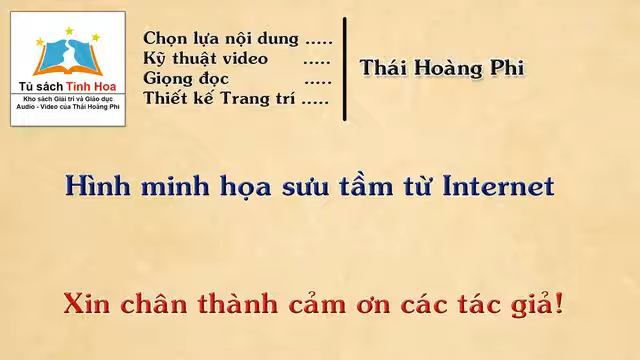 Tủ sách Tinh Hoa
Kho sách Giải trí và Giáo dục
Audio - Video của Thái Hoàng Phi
Chọn lựa nội dung .....
Kỹ thuật video .....
Giọng đọc .....
Thiết kế Trang trí .....
Thái Hoàng Phi
Hình minh họa sưu tầm từ Internet
Xin chân thành cảm ơn các tác giả!